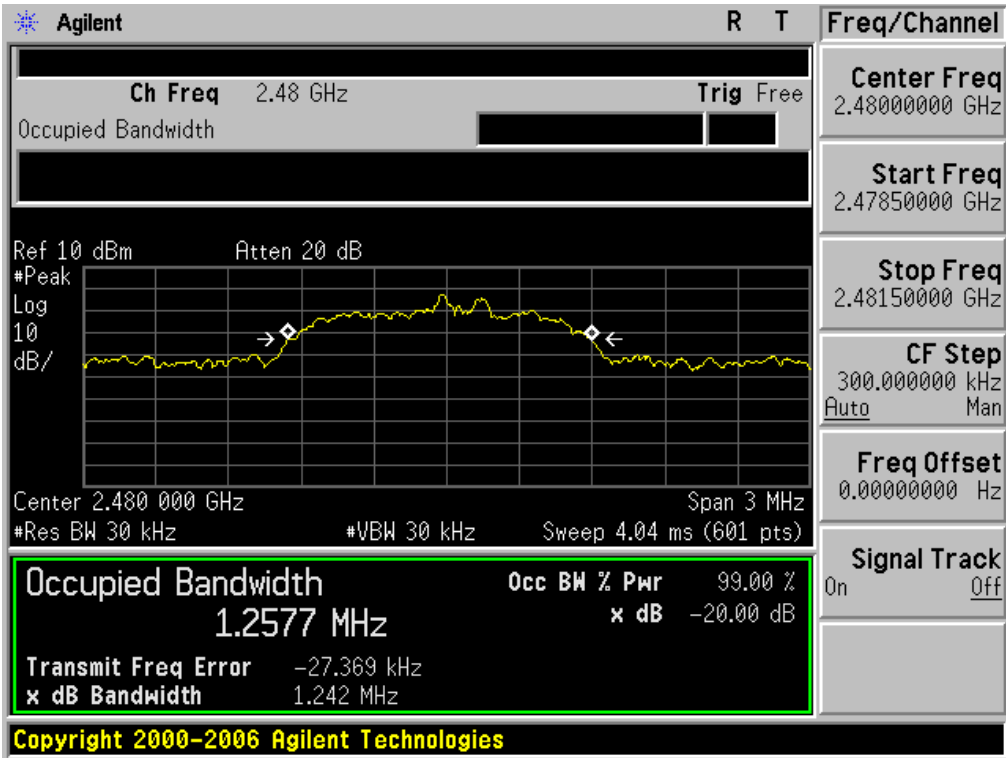 Agilent R T
Freq/Channel
Ch Freq 2.48 GHz Trig Free
Occupied Bandwidth
Ref 10 dBm Atten 20 dB
#Peak
Log
10
dB/
Center 2.480 000 GHz Span 3 MHz
#Res BW 30 kHz #VBW 30 kHz Sweep 4.04 ms (601 pts)
Occupied Bandwidth Occ BW % Pwr 99.00 %
1.2577 MHz x dB -20.00 dB
Transmit Freq Error -27.369 kHz
x dB Bandwidth 1.242 MHz
Center Freq
2.48000000 GHz
Start Freq
2.47850000 GHz
Stop Freq
2.48150000 GHz
CF Step
300.000000 kHz
Auto Man
Freq Offset
0.00000000 Hz
Signal Track
On Off
Copyright 2000-2006 Agilent Technologies